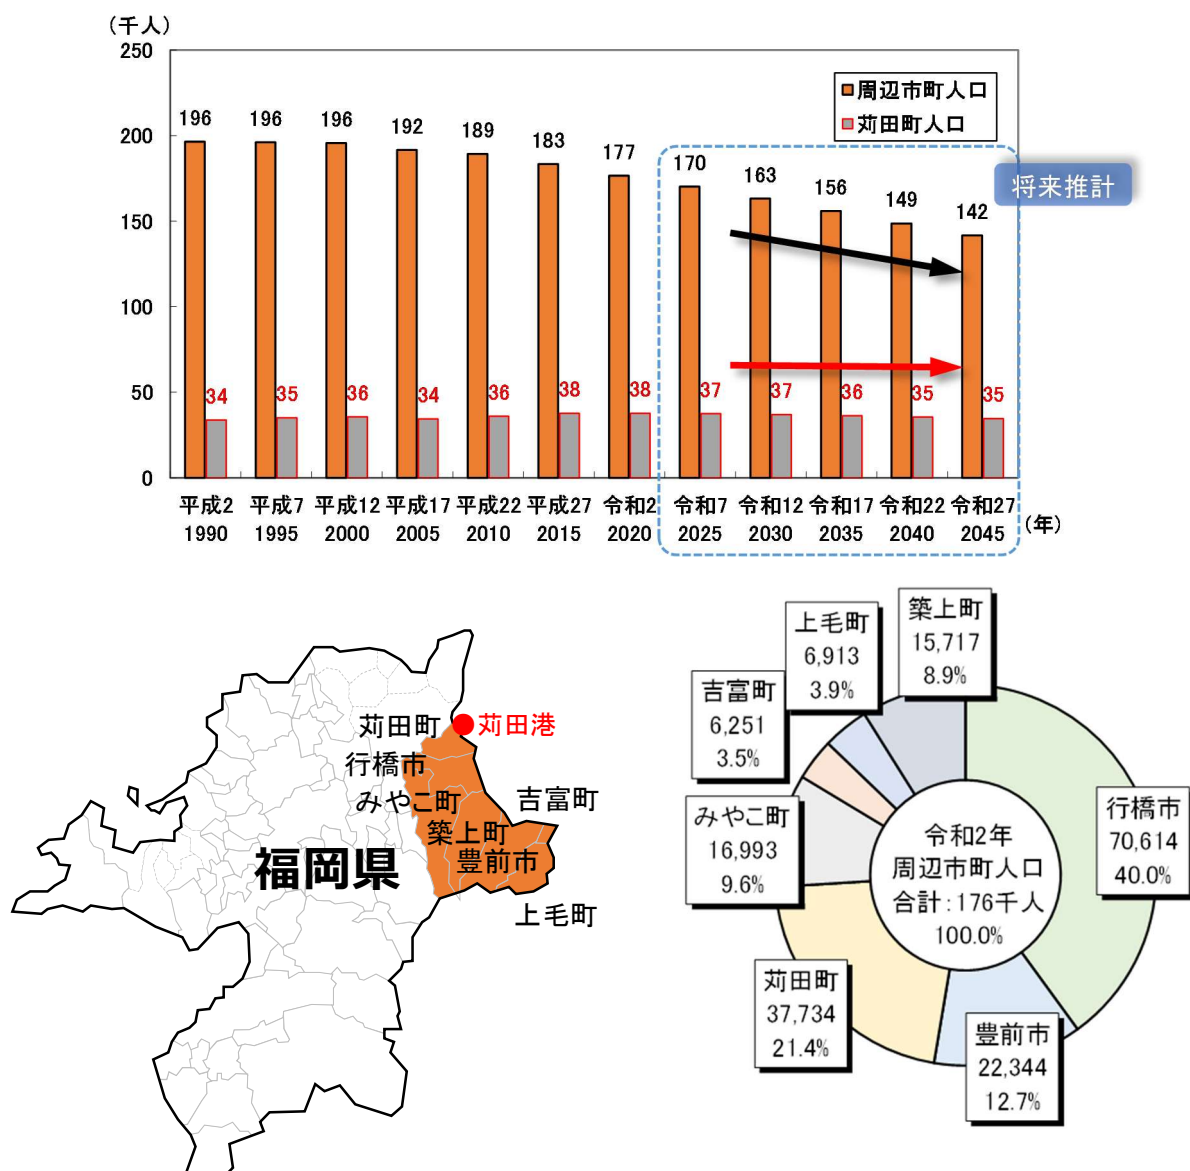 (千人)
250
200
150
100
50
0
196
196
196
192
189
183
177
170
163
156
149
142
34
35
36
34
36
38
38
37
37
36
35
35
周辺市町人口
苅田町人口
将来推計
平成2
1990
平成7
1995
平成12
2000
平成17
2005
平成22
2010
平成27
2015
令和2
2020
令和7
2025
令和12
2030
令和17
2035
令和22
2040
令和27
2045
(年)
苅田町
苅田港
行橋市
みやこ町
吉富町
築上町
豊前市
福岡県
上毛町
築上町
15,717
8.9%
上毛町
6,913
3.9%
吉富町
6,251
3.5%
みやこ町
16,993
9.6%
苅田町
37,734
21.4%
豊前市
22,344
12.7%
行橋市
70,614
40.0%
令和2年
周辺市町人口
合計:176千人
100.0%